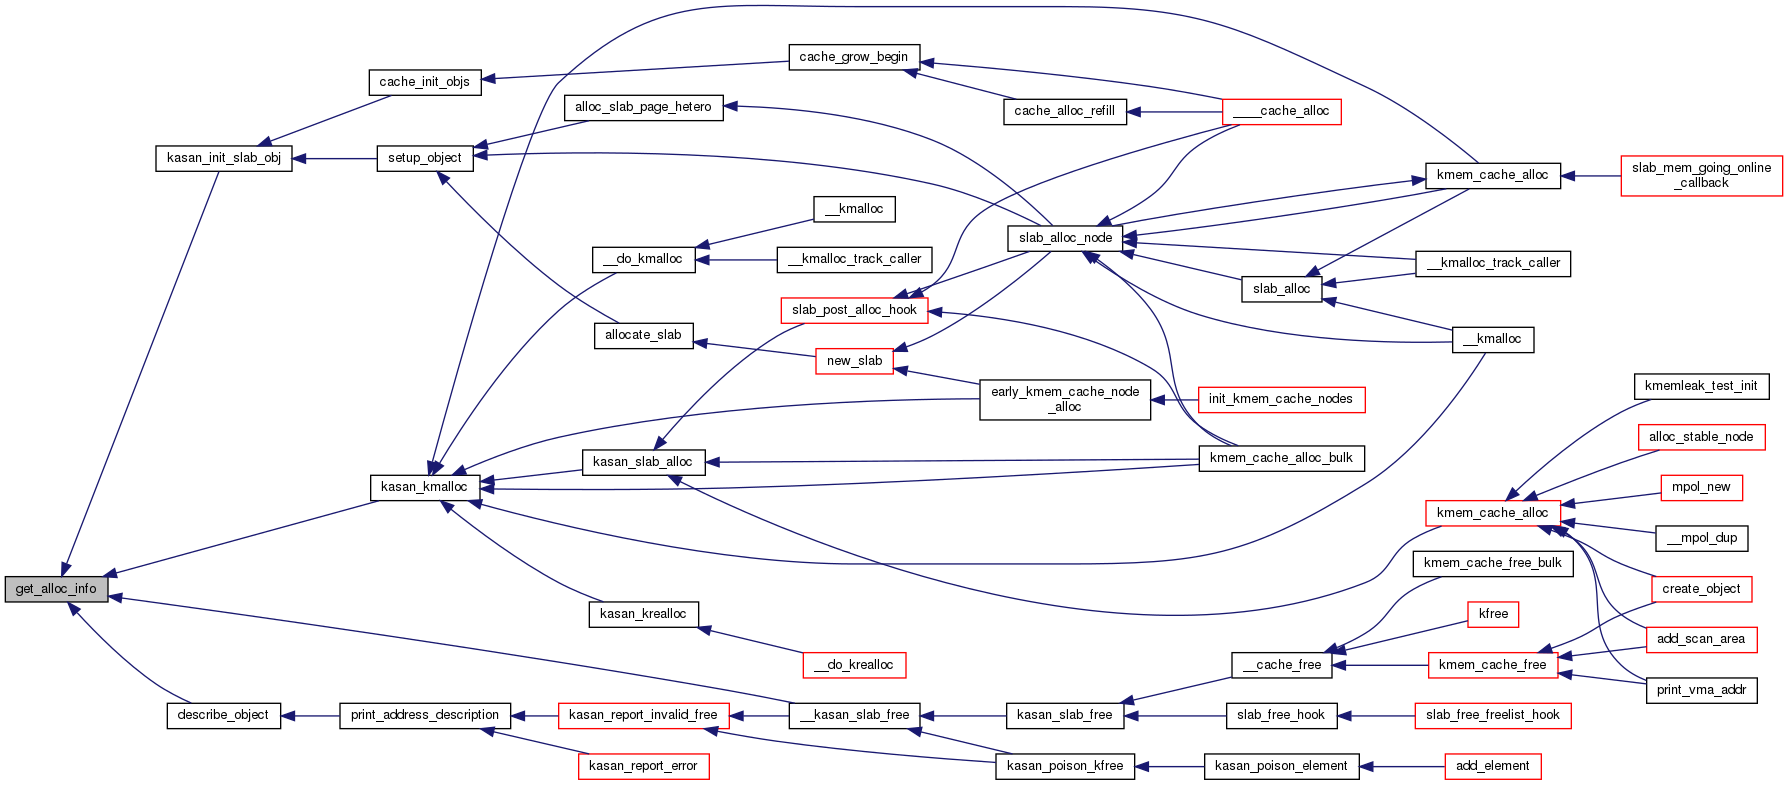 cache_grow_begin
cache_init_objs
alloc_slab_page_hetero
cache_alloc_refill
____cache_alloc
kasan_init_slab_obj
setup_object
kmem_cache_alloc
slab_mem_going_online
_callback
__kmalloc
slab_alloc_node
__do_kmalloc
__kmalloc_track_caller
__kmalloc_track_caller
slab_alloc
slab_post_alloc_hook
allocate_slab
__kmalloc
new_slab
kmemleak_test_init
early_kmem_cache_node
_alloc
init_kmem_cache_nodes
alloc_stable_node
kasan_slab_alloc
kmem_cache_alloc_bulk
kasan_kmalloc
mpol_new
kmem_cache_alloc
__mpol_dup
kmem_cache_free_bulk
get_alloc_info
create_object
kasan_krealloc
kfree
add_scan_area
__do_krealloc
__cache_free
kmem_cache_free
print_vma_addr
describe_object
print_address_description
kasan_report_invalid_free
__kasan_slab_free
kasan_slab_free
slab_free_hook
slab_free_freelist_hook
kasan_report_error
kasan_poison_kfree
kasan_poison_element
add_element